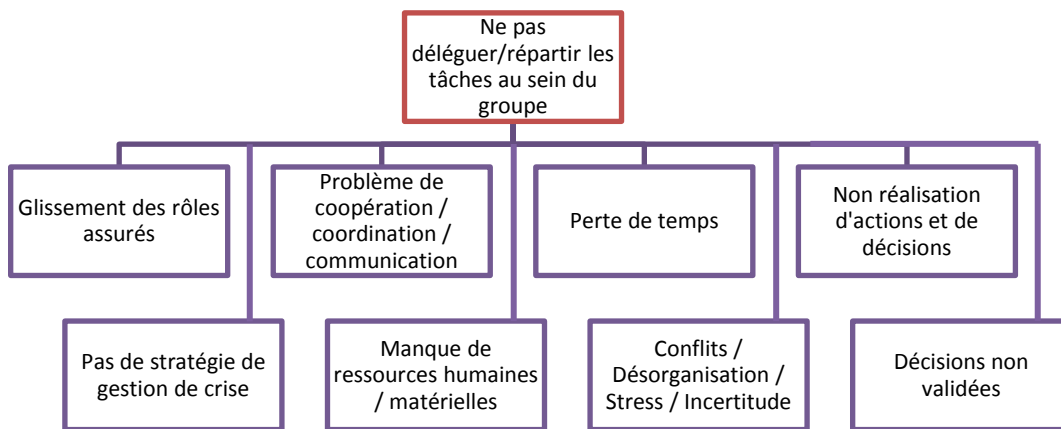 Ne pas
déléguer/répartir les
tâches au sein du
groupe
Glissement des rôles
assurés
Problème de
coopération /
coordination /
communication
Perte de temps
Non réalisation
d'actions et de
décisions
Pas de stratégie de
gestion de crise
Manque de
ressources humaines
/ matérielles
Conflits /
Désorganisation /
Stress / Incertitude
Décisions non
validées